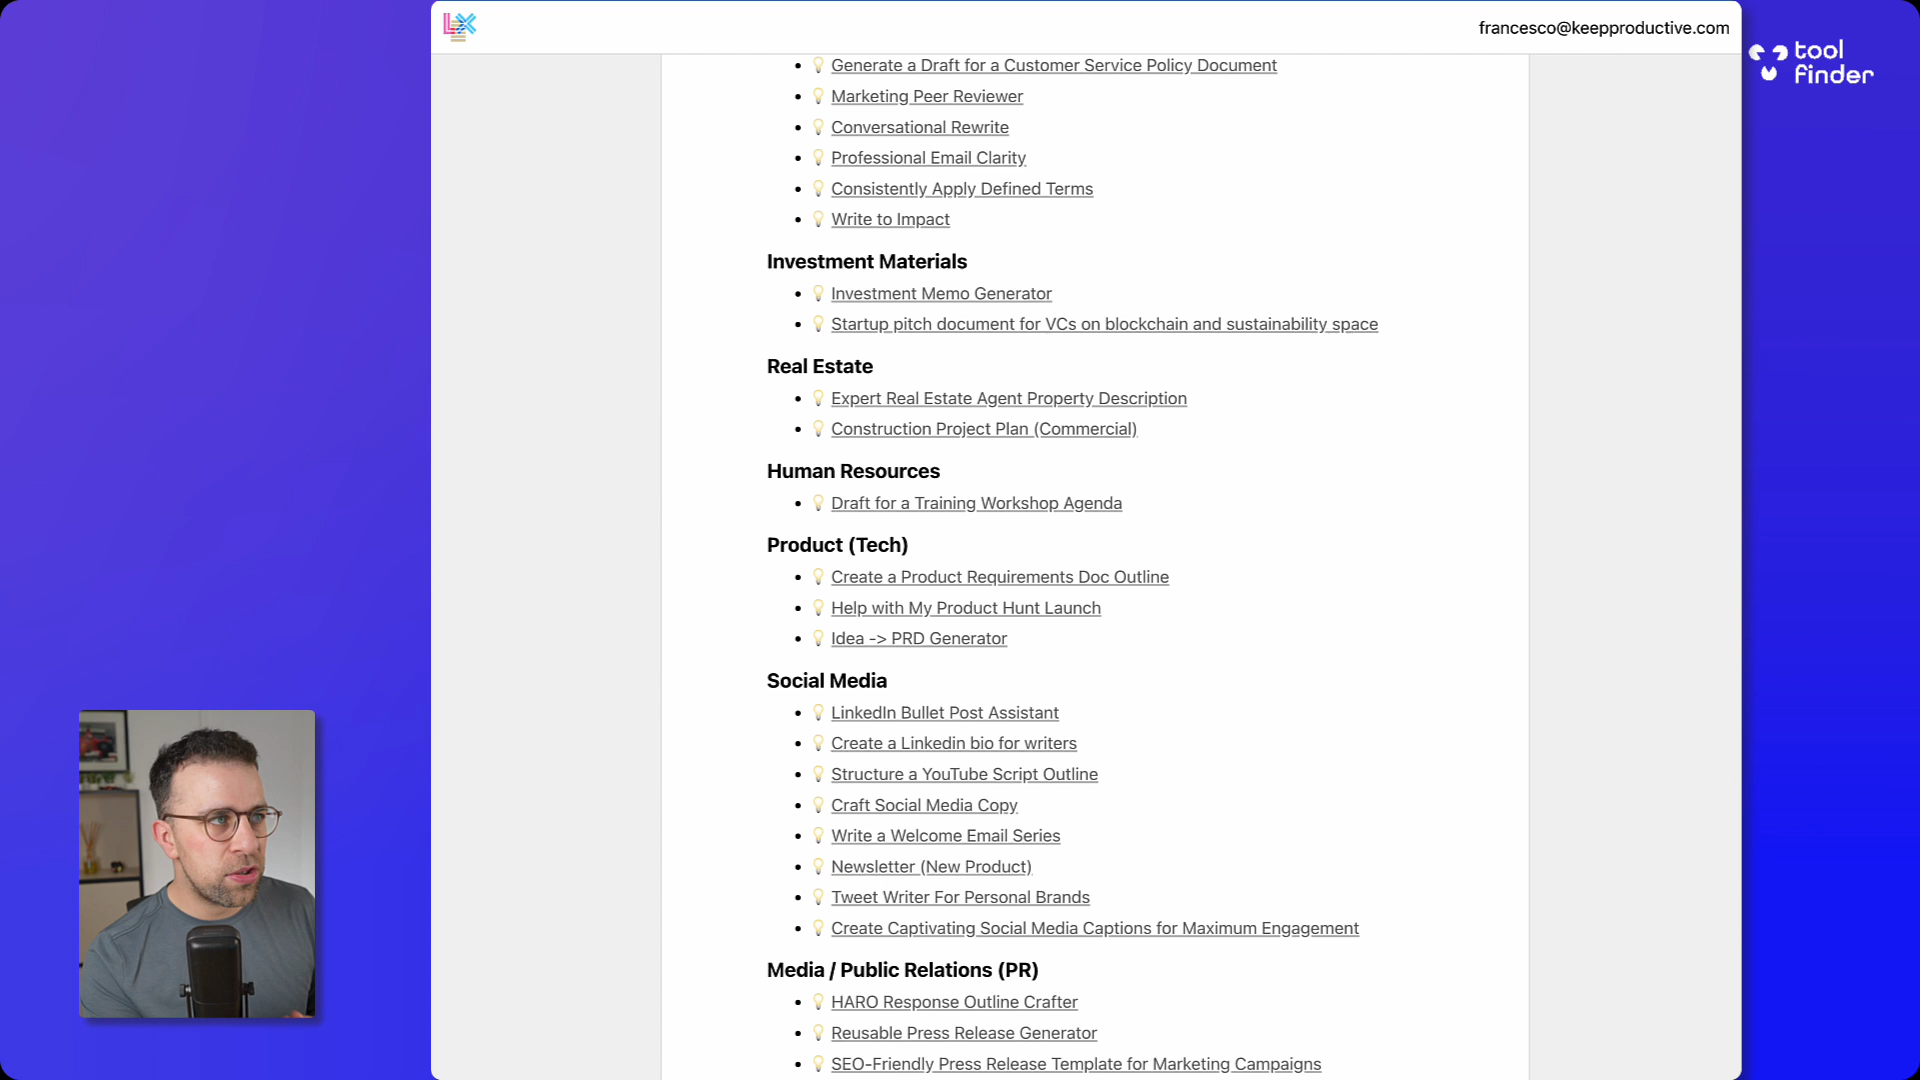 LEX
francesco@keepproductive.com
tool
finder
Generate a Draft for a Customer Service Policy Document
Marketing Peer Reviewer
Conversational Rewrite
Professional Email Clarity
Consistently Apply Defined Terms
Write to Impact
Investment Materials
Investment Memo Generator
Startup pitch document for VCs on blockchain and sustainability space
Real Estate
Expert Real Estate Agent Property Description
Construction Project Plan (Commercial)
Human Resources
Draft for a Training Workshop Agenda
Product (Tech)
Create a Product Requirements Doc Outline
Help with My Product Hunt Launch
Idea -> PRD Generator
Social Media
LinkedIn Bullet Post Assistant
Create a Linkedin bio for writers
Structure a YouTube Script Outline
Craft Social Media Copy
Write a Welcome Email Series
Newsletter (New Product)
Tweet Writer For Personal Brands
Create Captivating Social Media Captions for Maximum Engagement
Media / Public Relations (PR)
HARO Response Outline Crafter
Reusable Press Release Generator
SEO-Friendly Press Release Template for Marketing Campaigns